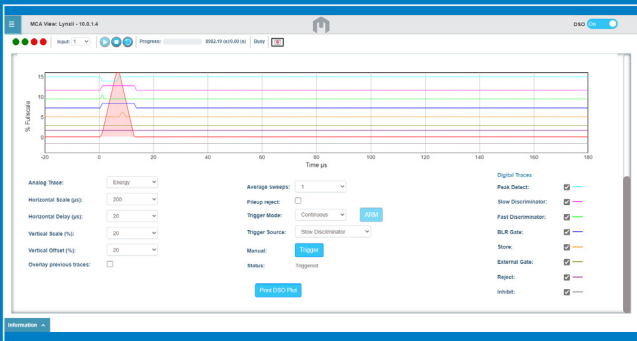 MCA View: LynxII - 10.0.1.4
DSO On
Input: 1 Progress: 8982.19 (s)/0.00 (s) Busy
% Fullscale
15
10
5
0
-20 0 20 40 60 80 100 120 140 160 180
Time µs
Analog Trace: Energy
Horizontal Scale (µs): 200
Horizontal Delay (µs): 20
Vertical Scale (%): 20
Vertical Offset (%): 20
Overlay previous traces:
Average sweeps: 1
Pileup reject:
Trigger Mode: Continuous ARM
Trigger Source: Slow Discriminator
Manual: Trigger
Status: Triggered
Print DSO Plot
Digital Traces
Peak Detect:
Slow Discriminator:
Fast Discriminator:
BLR Gate:
Store:
External Gate:
Reject:
Inhibit:
Information